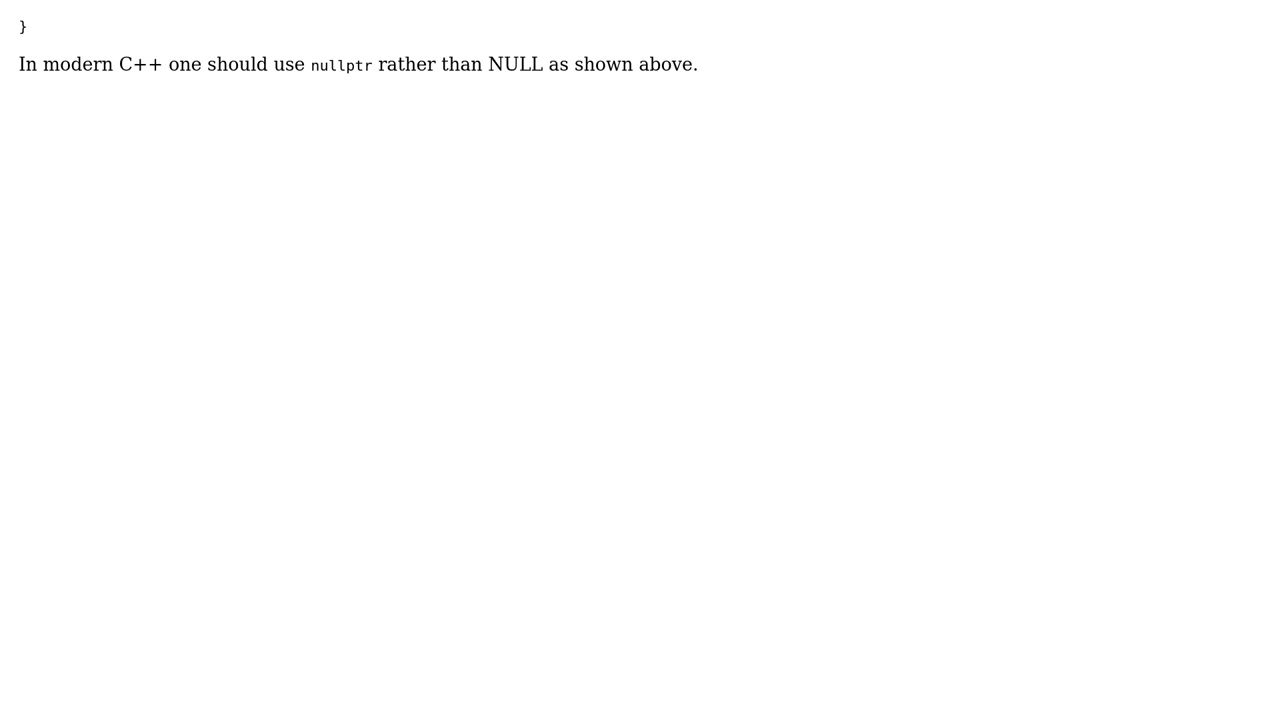 }
In modern C++ one should use nullptr rather than NULL as shown above.